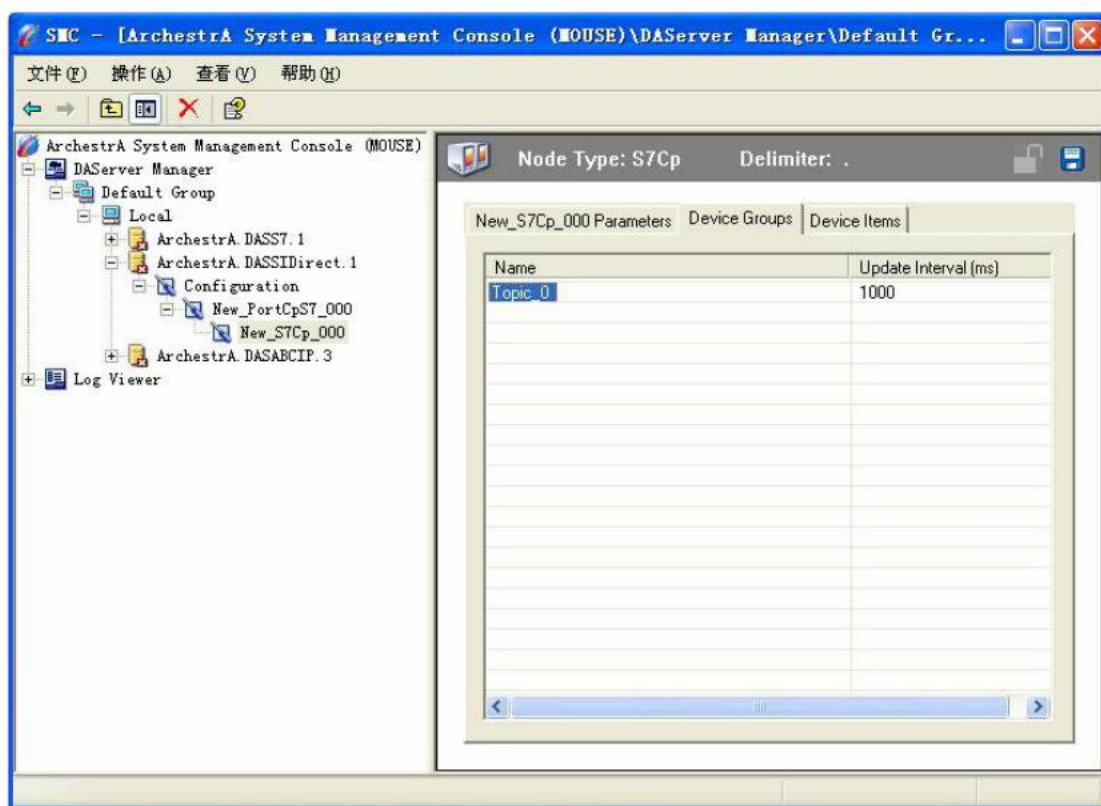 SMC - [ArchestrA System Management Console (MOUSE)\DAServer Manager\Default Gr...
文件(F) 操作(A) 查看(V) 帮助(H)
ArchestrA System Management Console (MOUSE)
DAServer Manager
Default Group
Local
ArchestrA.DASS7.1
ArchestrA.DASSIDirect.1
Configuration
New_PortCpS7_000
New_S7Cp_000
ArchestrA.DASABCIP.3
Log Viewer
Node Type: S7Cp Delimiter: .
New_S7Cp_000 Parameters Device Groups Device Items
Name Update Interval (ms)
Topic_0 1000